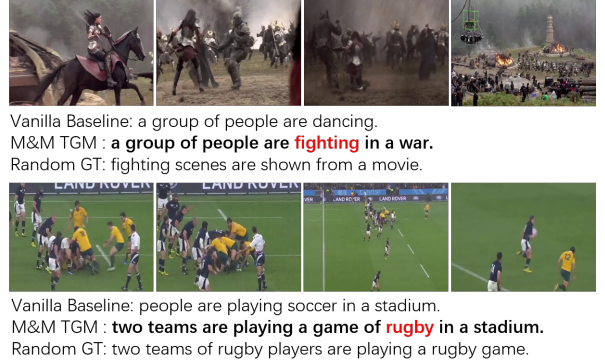 Vanilla Baseline: a group of people are dancing.
M&M TGM : a group of people are fighting in a war.
Random GT: fighting scenes are shown from a movie.
LAND ROVER
LAND ROVER
LAND ROVER
Vanilla Baseline: people are playing soccer in a stadium.
M&M TGM : two teams are playing a game of rugby in a stadium.
Random GT: two teams of rugby players are playing a rugby game.